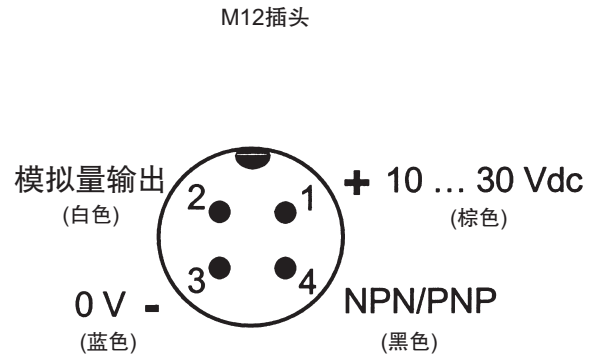 M12插头
模拟量输出
(白色)
2
1
+ 10 … 30 Vdc
(棕色)
3
4
0 V -
(蓝色)
NPN/PNP
(黑色)